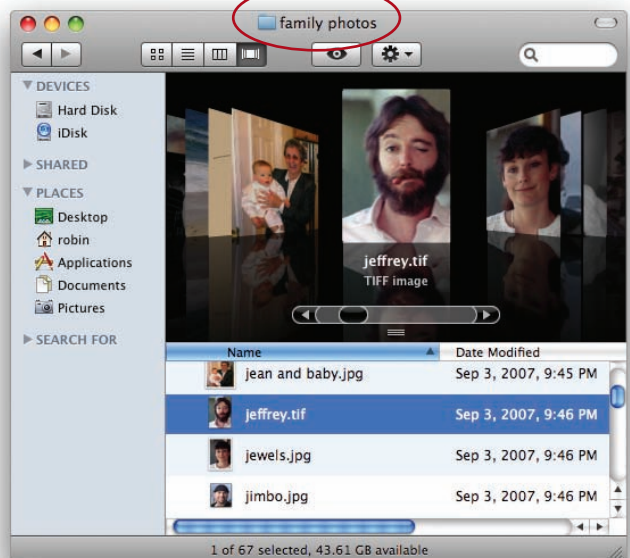 family photos
DEVICES
Hard Disk
iDisk
SHARED
PLACES
Desktop
robin
Applications
Documents
Pictures
SEARCH FOR
jeffrey.tif
TIFF image
Name Date Modified
jean and baby.jpg Sep 3, 2007, 9:45 PM
jeffrey.tif Sep 3, 2007, 9:46 PM
jewels.jpg Sep 3, 2007, 9:46 PM
jimbo.jpg Sep 3, 2007, 9:46 PM
1 of 67 selected, 43.61 GB available